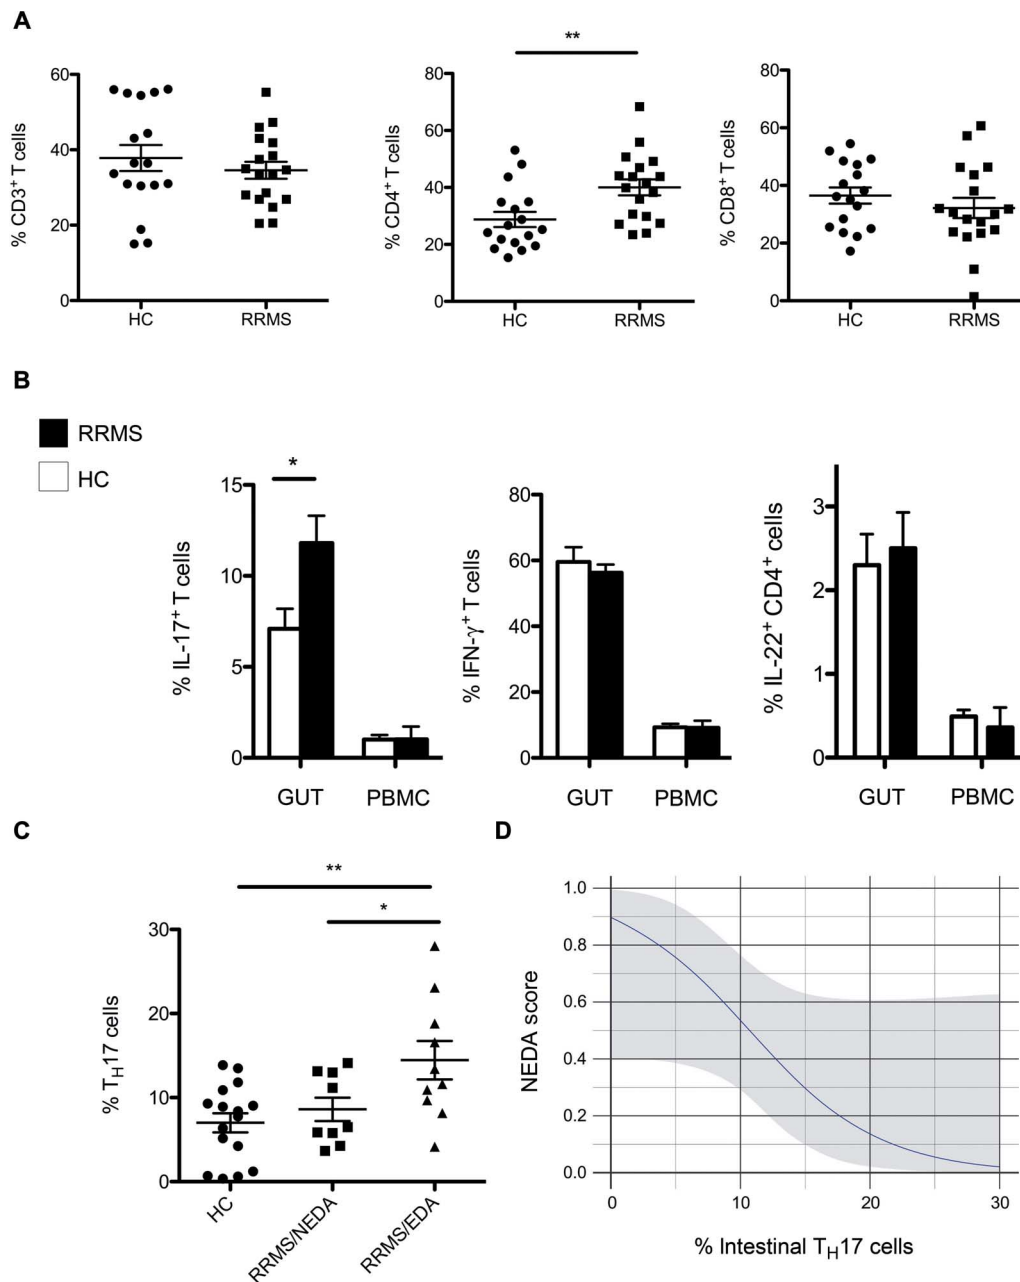 A
**
% CD3+ T cells
60
40
20
0
HC
RRMS
% CD4+ T cells
80
60
40
20
0
HC
RRMS
% CD8+ T cells
80
60
40
20
0
HC
RRMS
B
RRMS
HC
*
% IL-17+ T cells
15
10
5
0
GUT
PBMC
% IFN-γ+ T cells
80
60
40
20
0
GUT
PBMC
% IL-22+ CD4+ cells
3
2
1
0
GUT
PBMC
C
**
*
% TH17 cells
30
20
10
0
HC
RRMS/NEDA
RRMS/EDA
D
NEDA score
1.0
0.8
0.6
0.4
0.2
0.0
0
10
20
30
% Intestinal TH17 cells